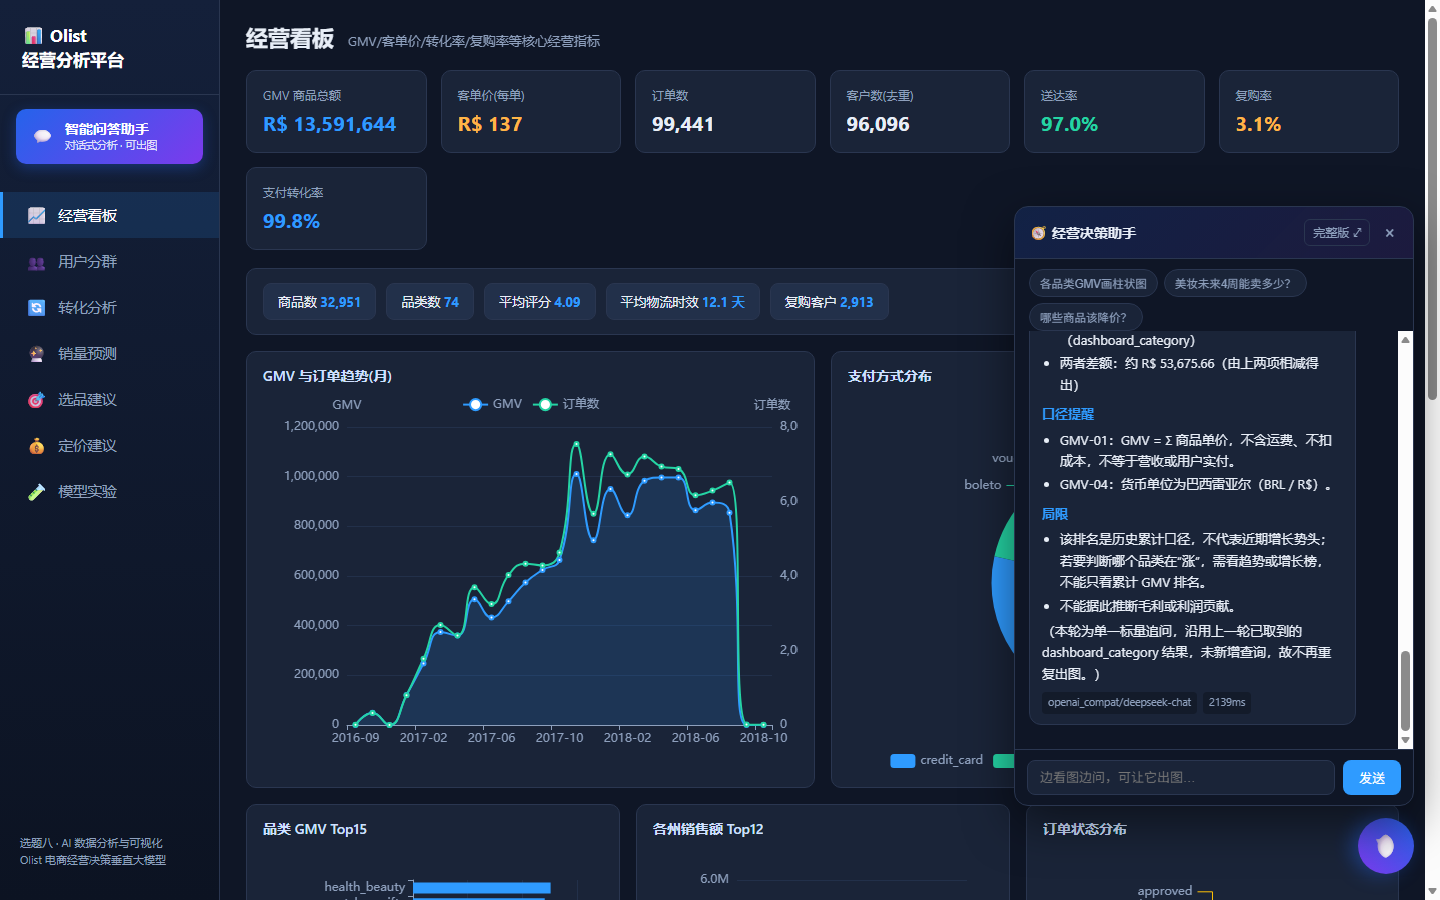 Olist
经营分析平台
智能问答助手
对话式分析 · 可出图
经营看板
用户分群
转化分析
销量预测
选品建议
定价建议
模型实验
选题八 · AI 数据分析与可视化
Olist 电商经营决策垂直大模型
经营看板 GMV/客单价/转化率/复购率等核心经营指标
GMV 商品总额
R$ 13,591,644
客单价(每单)
R$ 137
订单数
99,441
客户数(去重)
96,096
送达率
97.0%
复购率
3.1%
支付转化率
99.8%
商品数 32,951
品类数 74
平均评分 4.09
平均物流时效 12.1 天
复购客户 2,913
GMV 与订单趋势(月)
GMV
GMV
订单数
订单数
1,200,000
1,000,000
800,000
600,000
400,000
200,000
0
8,0
6,0
4,0
2,0
0
2016-09
2017-02
2017-06
2017-10
2018-02
2018-06
2018-10
支付方式分布
vou
boleto
credit_card
品类 GMV Top15
health_beauty
各州销售额 Top12
6.0M
订单状态分布
approved
经营决策助手
完整版 ⤢
×
各品类GMV画柱状图
美妆未来4周能卖多少?
哪些商品该降价?
（dashboard_category）
• 两者差额：约 R$ 53,675.66（由上两项相减得
出）
口径提醒
• GMV-01：GMV = Σ 商品单价，不含运费、不扣
成本，不等于营收或用户实付。
• GMV-04：货币单位为巴西雷亚尔（BRL / R$）。
局限
• 该排名是历史累计口径，不代表近期增长势头；
若要判断哪个品类在“涨”，需看趋势或增长榜，
不能只看累计 GMV 排名。
• 不能据此推断毛利或利润贡献。
（本轮为单一标量追问，沿用上一轮已取到的
dashboard_category 结果，未新增查询，故不再重
复出图。）
openai_compat/deepseek-chat
2139ms
边看图边问，可让它出图...
发送